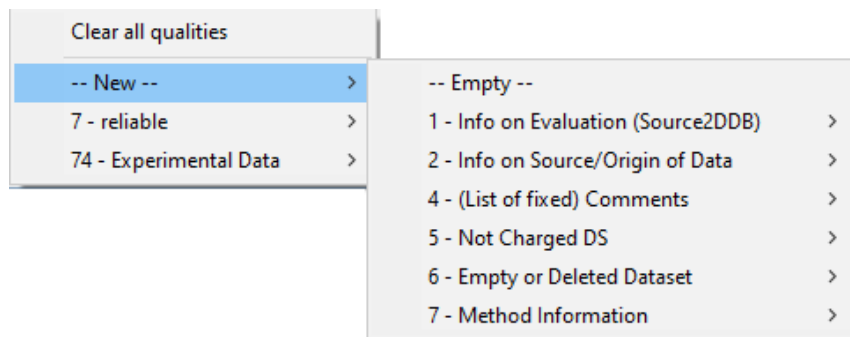 Clear all qualities
-- New --
7 - reliable
74 - Experimental Data
-- Empty --
1 - Info on Evaluation (Source2DDB)
2 - Info on Source/Origin of Data
4 - (List of fixed) Comments
5 - Not Charged DS
6 - Empty or Deleted Dataset
7 - Method Information